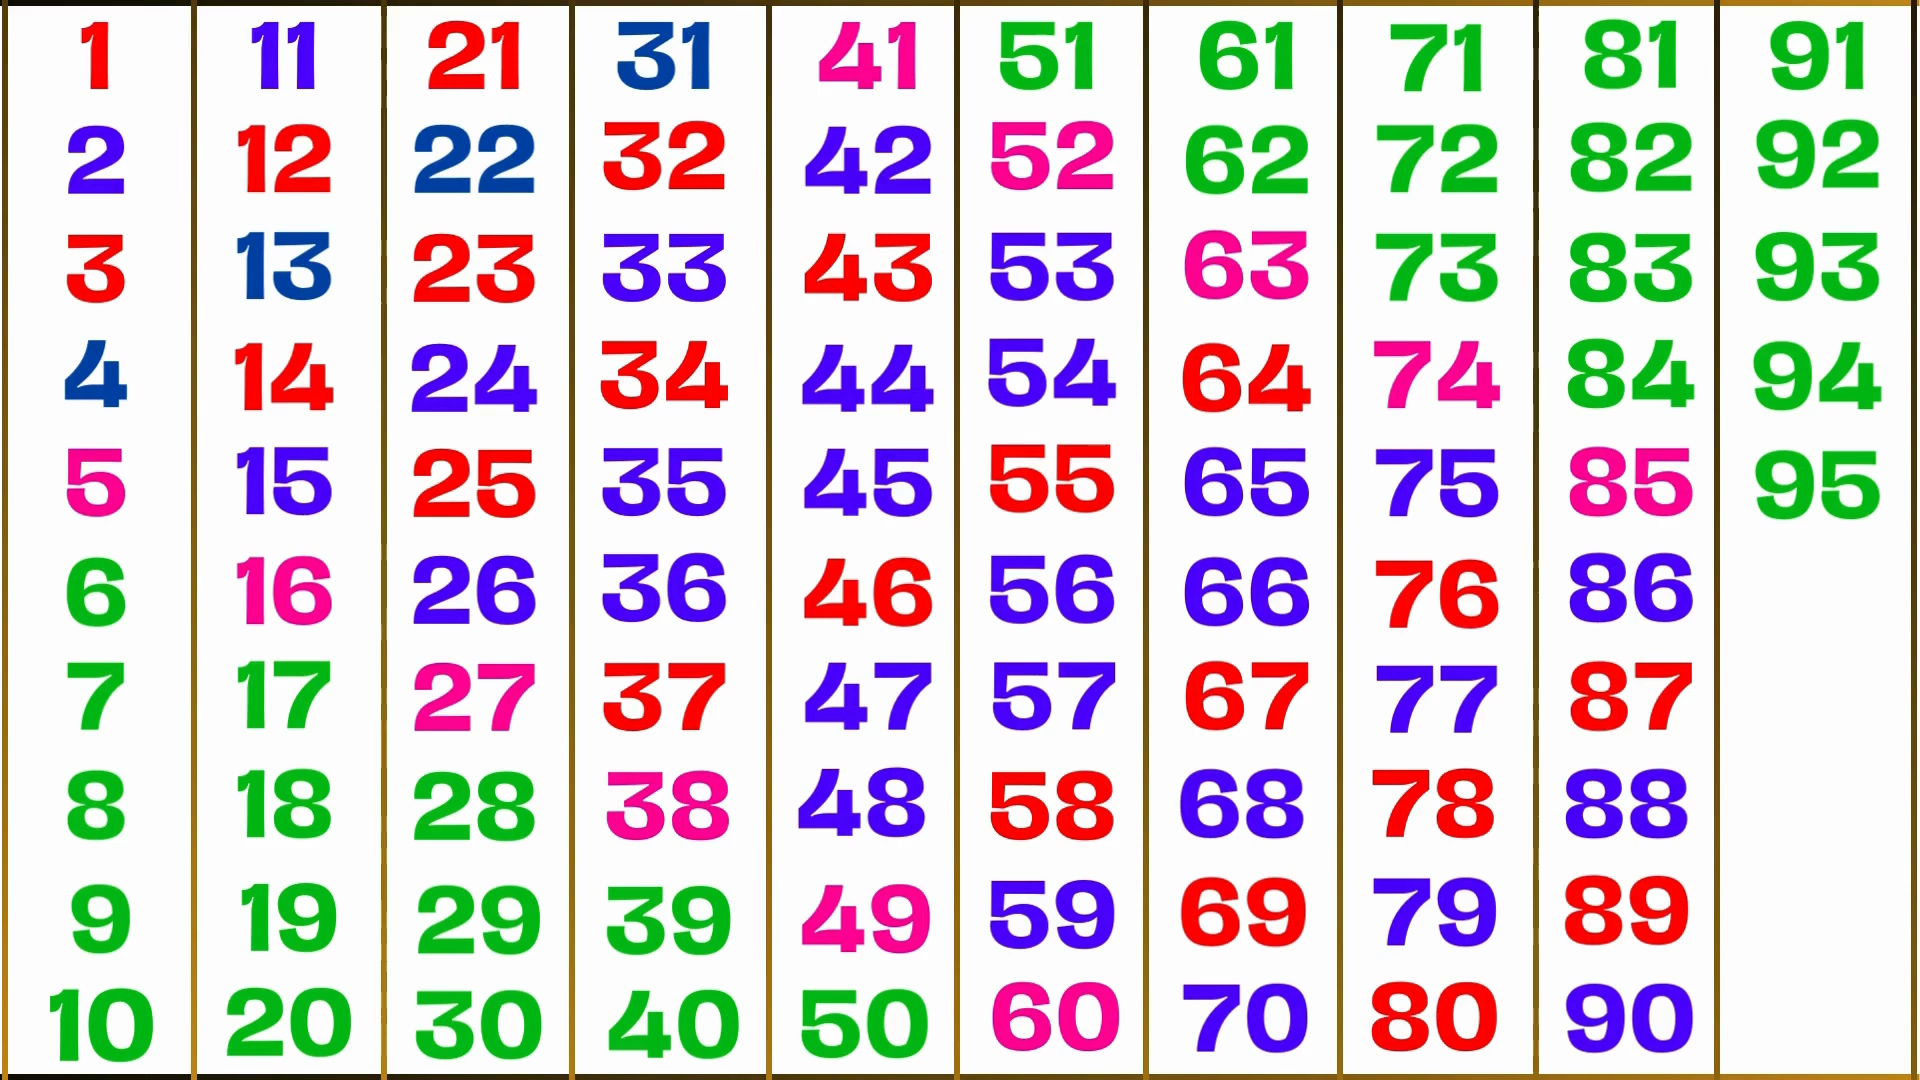 1 11 21 31 41 51 61 71 81 91
2 12 22 32 42 52 62 72 82 92
3 13 23 33 43 53 63 73 83 93
4 14 24 34 44 54 64 74 84 94
5 15 25 35 45 55 65 75 85 95
6 16 26 36 46 56 66 76 86
7 17 27 37 47 57 67 77 87
8 18 28 38 48 58 68 78 88
9 19 29 39 49 59 69 79 89
10 20 30 40 50 60 70 80 90